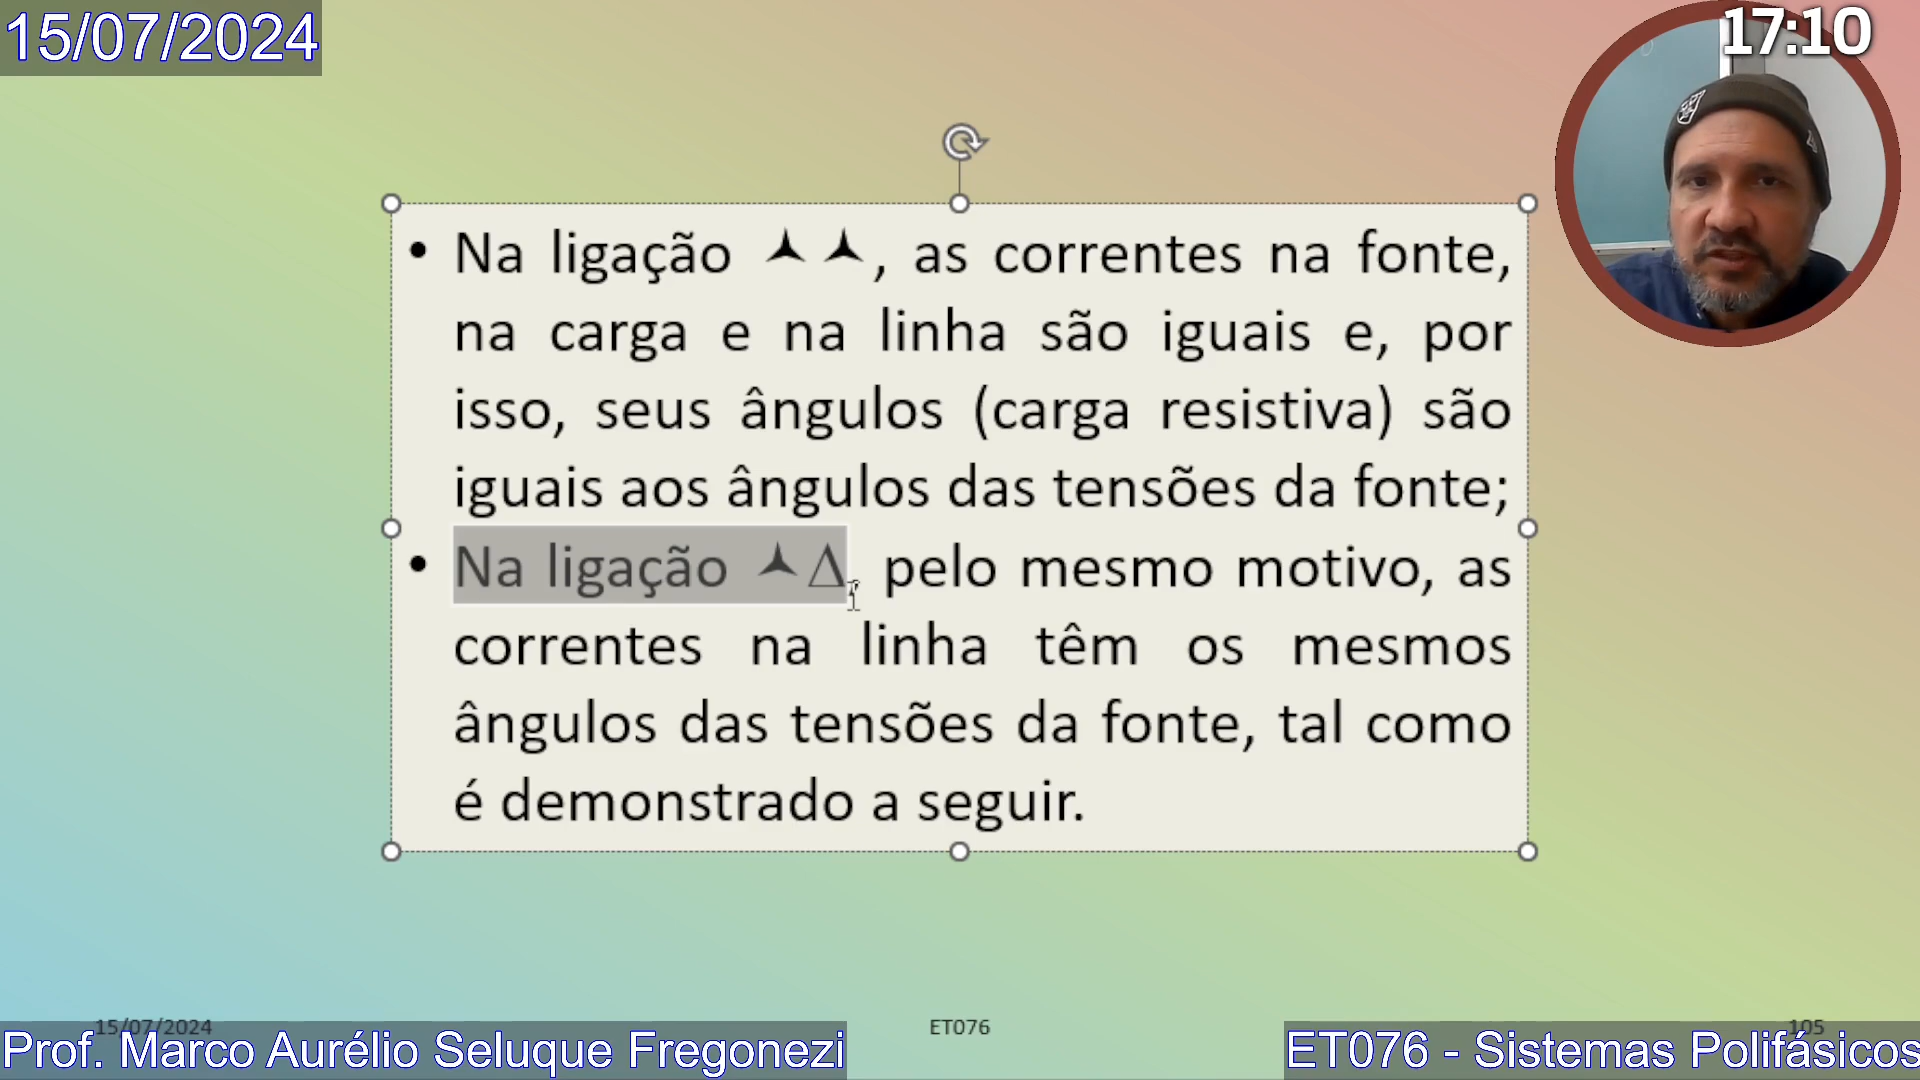 15/07/2024
17:10
• Na ligação ⅄⅄, as correntes na fonte,
na carga e na linha são iguais e, por
isso, seus ângulos (carga resistiva) são
iguais aos ângulos das tensões da fonte;
• Na ligação ⅄Δ, pelo mesmo motivo, as
correntes na linha têm os mesmos
ângulos das tensões da fonte, tal como
é demonstrado a seguir.
15/07/2024
ET076
105
Prof. Marco Aurélio Seluque Fregonezi
ET076 - Sistemas Polifásicos